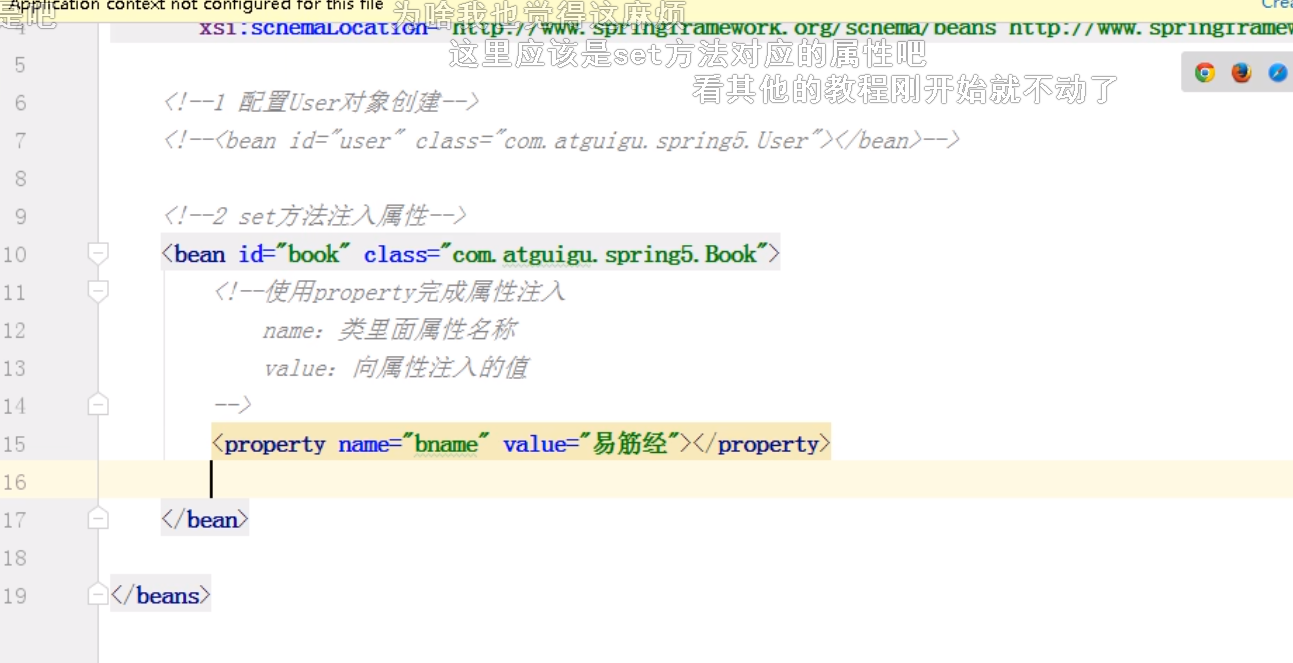 Application context not configured for this file
是吧
为啥我也觉得这麻烦
4 xsi:schemaLocation="http://www.springframework.org/schema/beans http://www.springframew
这里应该是set方法对应的属性吧
看其他的教程刚开始就不动了
5
6 <!--1 配置User对象创建-->
7 <!--<bean id="user" class="com.atguigu.spring5.User"></bean>-->
8
9 <!--2 set方法注入属性-->
10 <bean id="book" class="com.atguigu.spring5.Book">
11 <!--使用property完成属性注入
12 name: 类里面属性名称
13 value: 向属性注入的值
14 -->
15 <property name="bname" value="易筋经"></property>
16
17 </bean>
18
19 </beans>